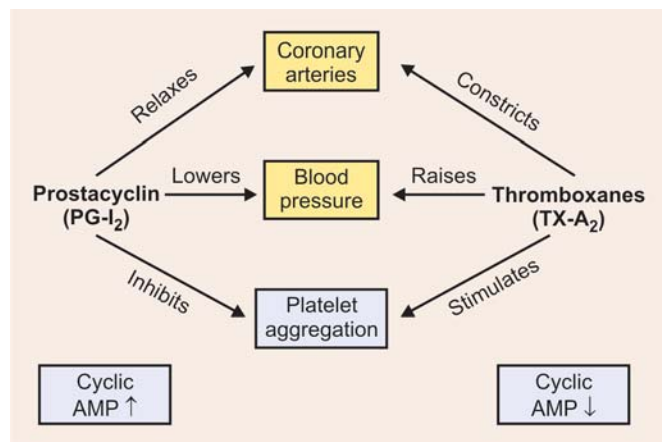 Coronary
arteries
Relaxes
Constricts
Prostacyclin
(PG-I₂)
Lowers
Blood
pressure
Raises
Thromboxanes
(TX-A₂)
Inhibits
Platelet
aggregation
Stimulates
Cyclic
AMP ↑
Cyclic
AMP ↓